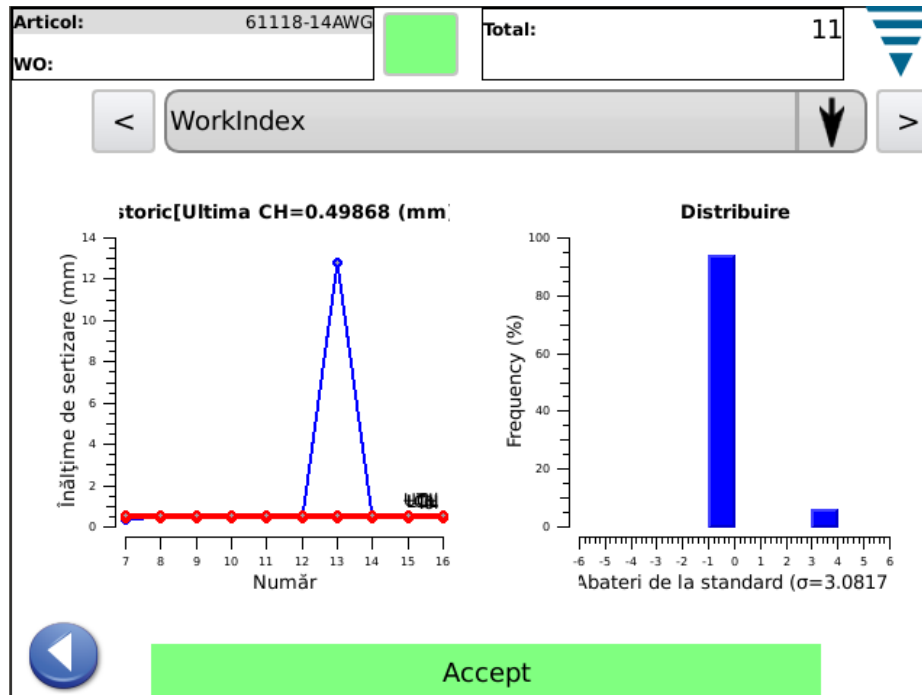 Articol: 61118-14AWG
WO:
Total: 11
< WorkIndex >
storic[Ultima CH=0.49868 (mm)
14
12
10
8
6
4
2
0
Înălţime de sertizare (mm)
7 8 9 10 11 12 13 14 15 16
Număr
Distribuire
100
80
60
40
20
0
Frequency (%)
-6 -5 -4 -3 -2 -1 0 1 2 3 4 5 6
Abateri de la standard (σ=3.0817
Accept